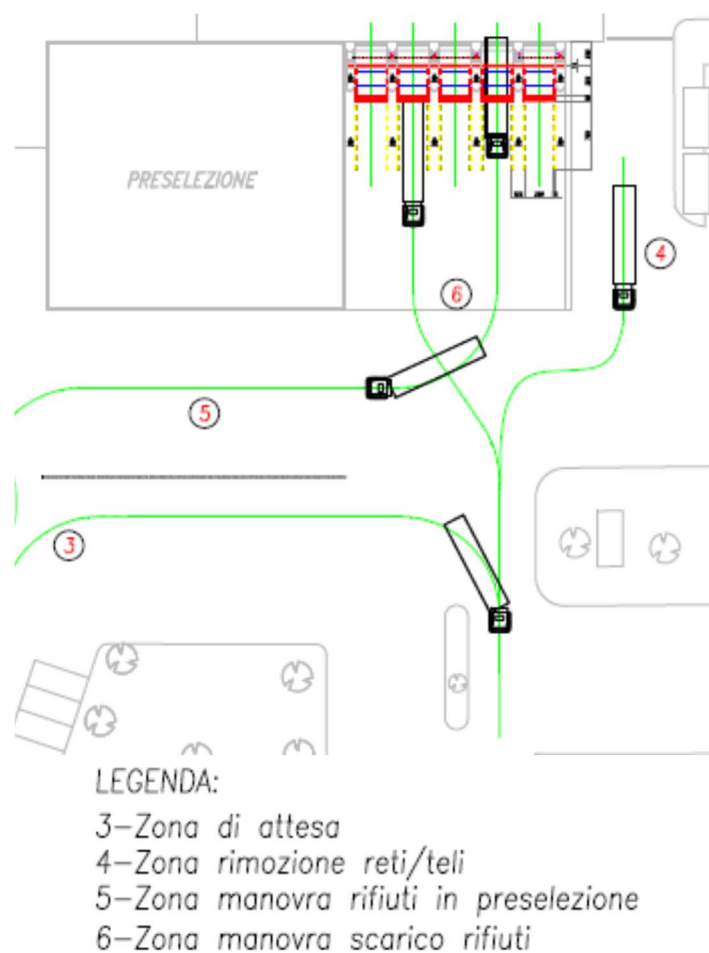 PRESELEZIONE
4
6
5
3
LEGENDA:
3-Zona di attesa
4-Zona rimozione reti/teli
5-Zona manovra rifiuti in preselezione
6-Zona manovra scarico rifiuti